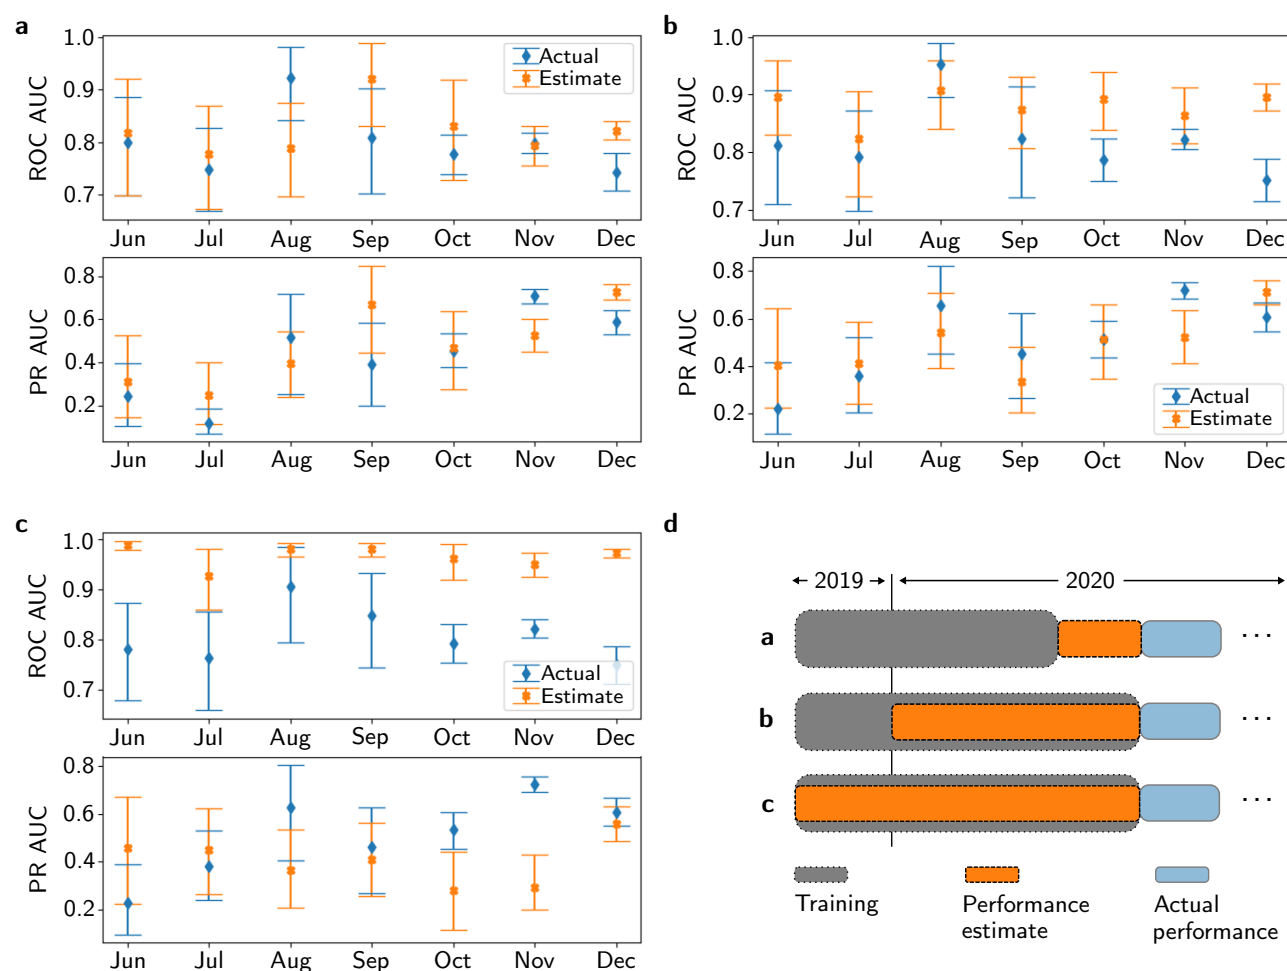 a
1.0
0.9
0.8
0.7
ROC AUC
Actual
Estimate
Jun Jul Aug Sep Oct Nov Dec
0.8
0.6
0.4
0.2
PR AUC
Jun Jul Aug Sep Oct Nov Dec
b
1.0
0.9
0.8
0.7
ROC AUC
Jun Jul Aug Sep Oct Nov Dec
0.8
0.6
0.4
0.2
PR AUC
Actual
Estimate
Jun Jul Aug Sep Oct Nov Dec
c
1.0
0.9
0.8
0.7
ROC AUC
Actual
Estimate
Jun Jul Aug Sep Oct Nov Dec
0.8
0.6
0.4
0.2
PR AUC
Jun Jul Aug Sep Oct Nov Dec
d
2019 2020
a ...
b ...
c ...
Training
Performance
estimate
Actual
performance